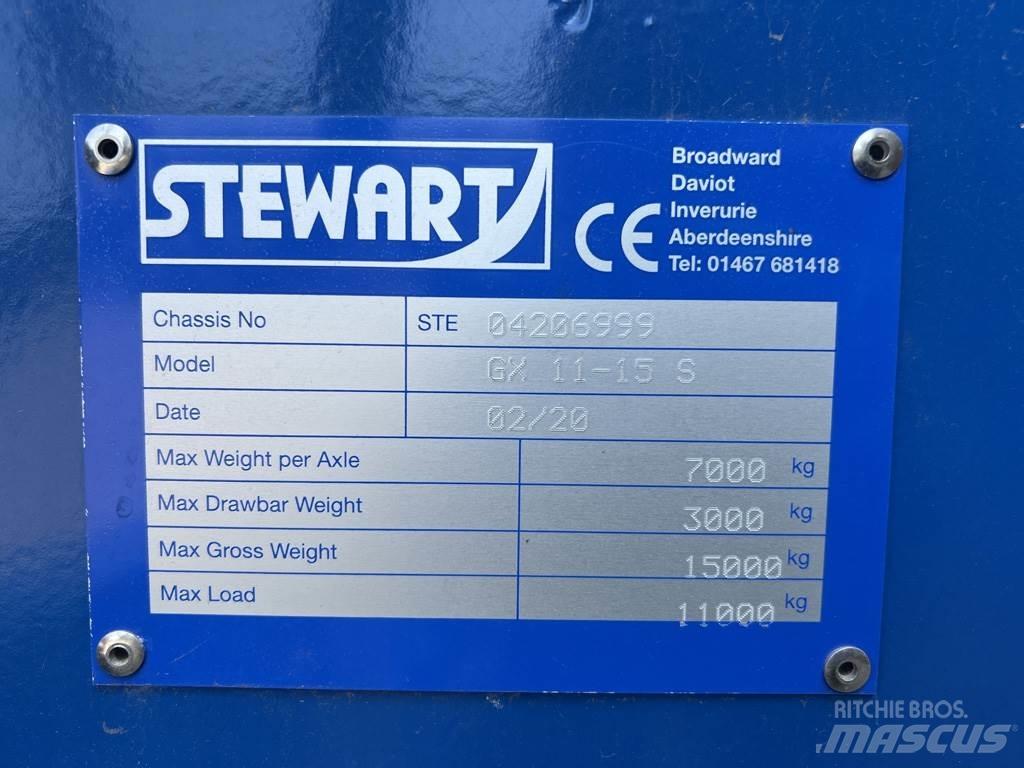 STEWART
CE
Broadward
Daviot
Inverurie
Aberdeenshire
Tel: 01467 681418
Chassis No STE 04206999
Model GX 11-15 S
Date 02/20
Max Weight per Axle 7000 kg
Max Drawbar Weight 3000 kg
Max Gross Weight 15000 kg
Max Load 11000 kg
RITCHIE BROS.
MASCUS